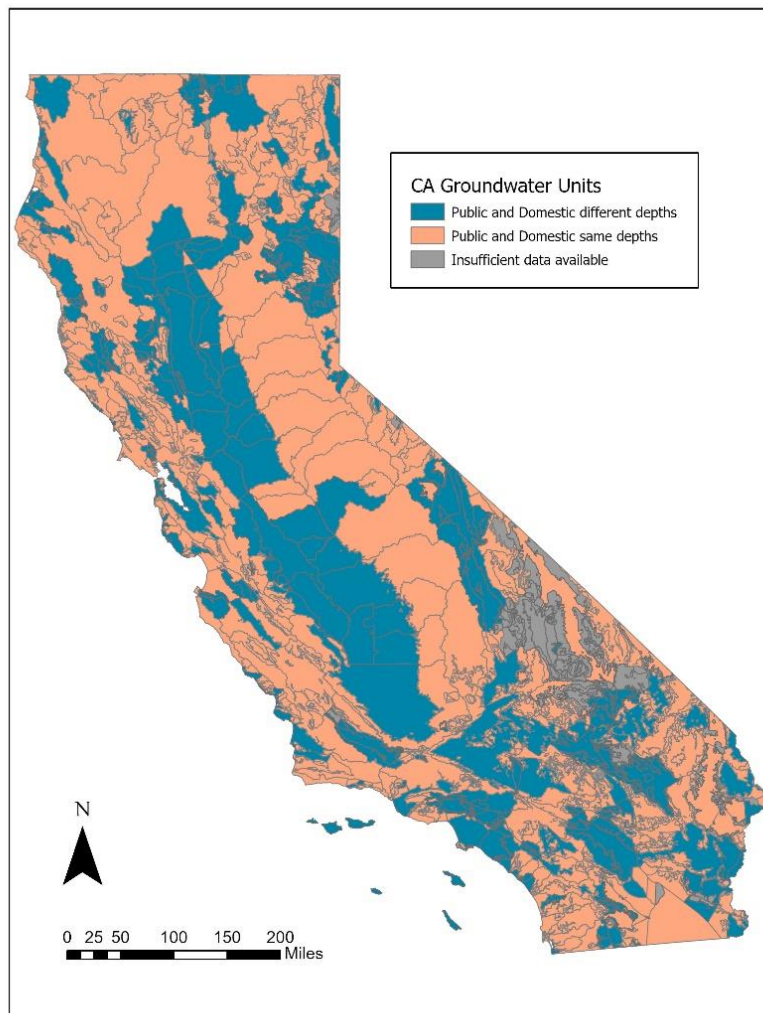 CA Groundwater Units
Public and Domestic different depths
Public and Domestic same depths
Insufficient data available
N
0 25 50 100 150 200
Miles